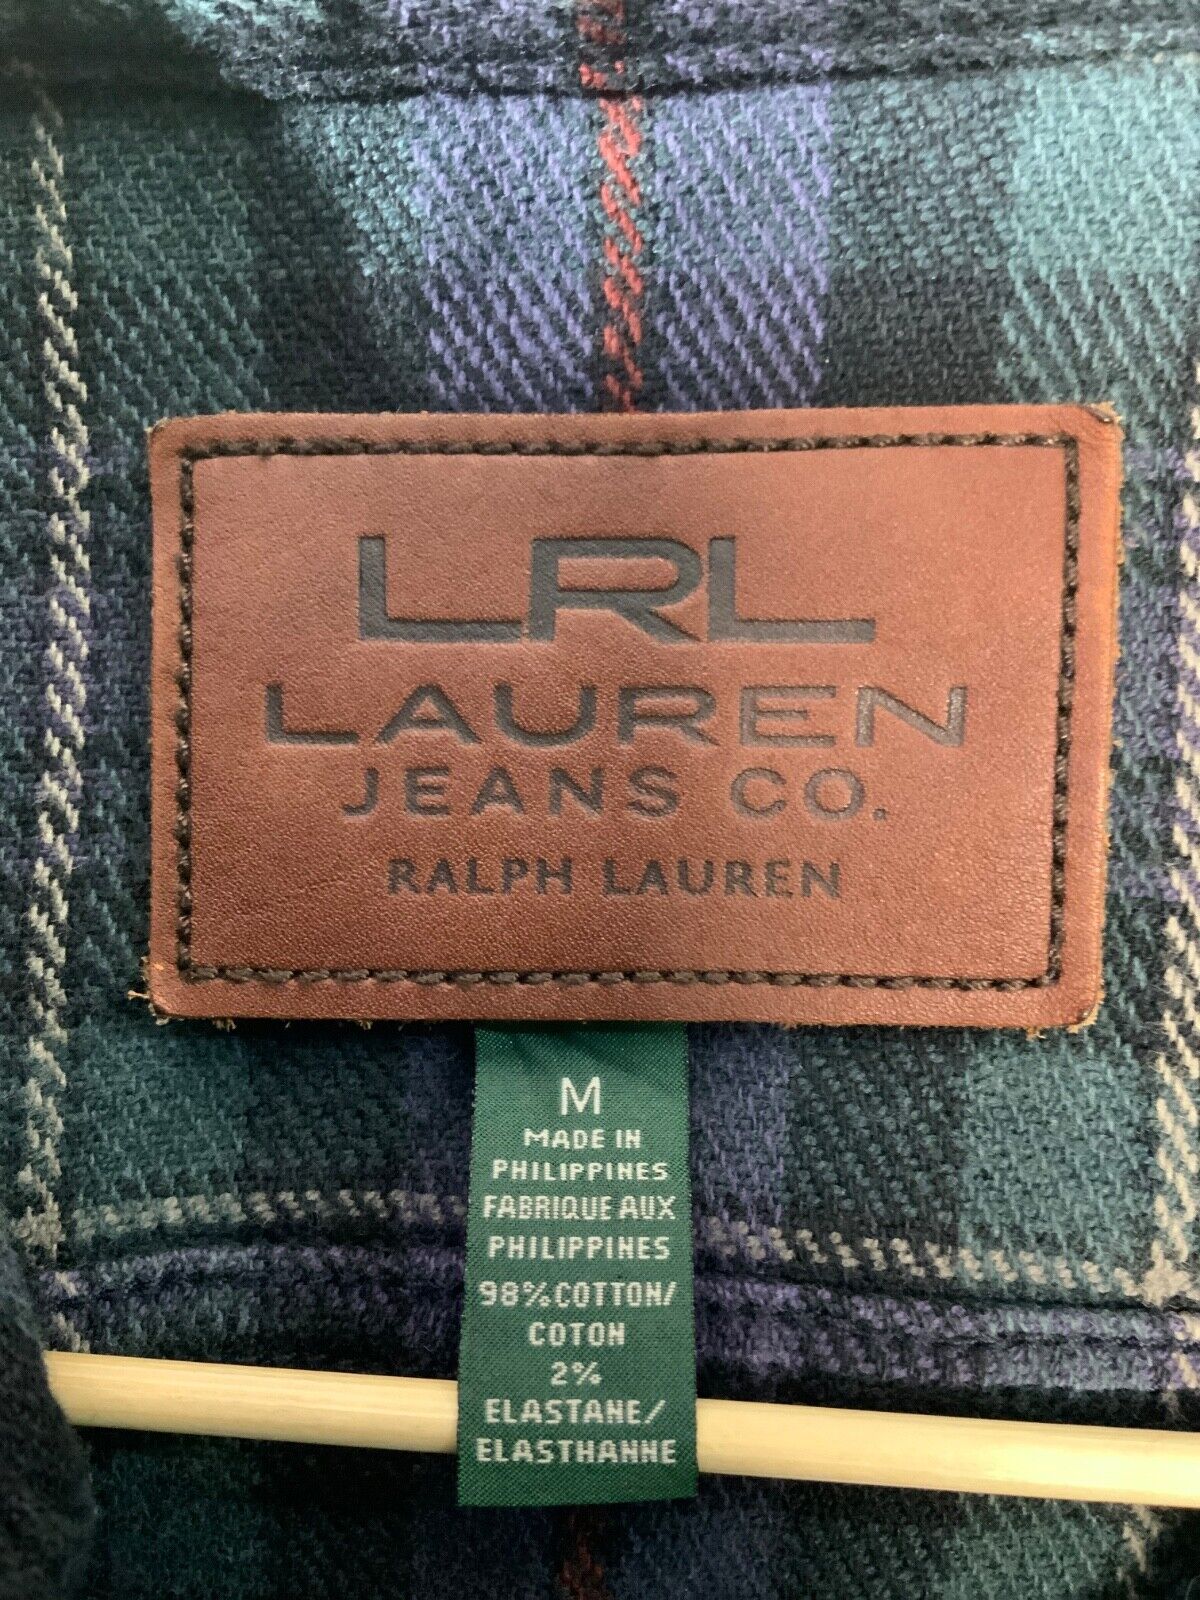 LRL
LAUREN
JEANS CO.
RALPH LAUREN
M
MADE IN
PHILIPPINES
FABRIQUE AUX
PHILIPPINES
98% COTTON/
COTON
2%
ELASTANE/
ELASTHANNE